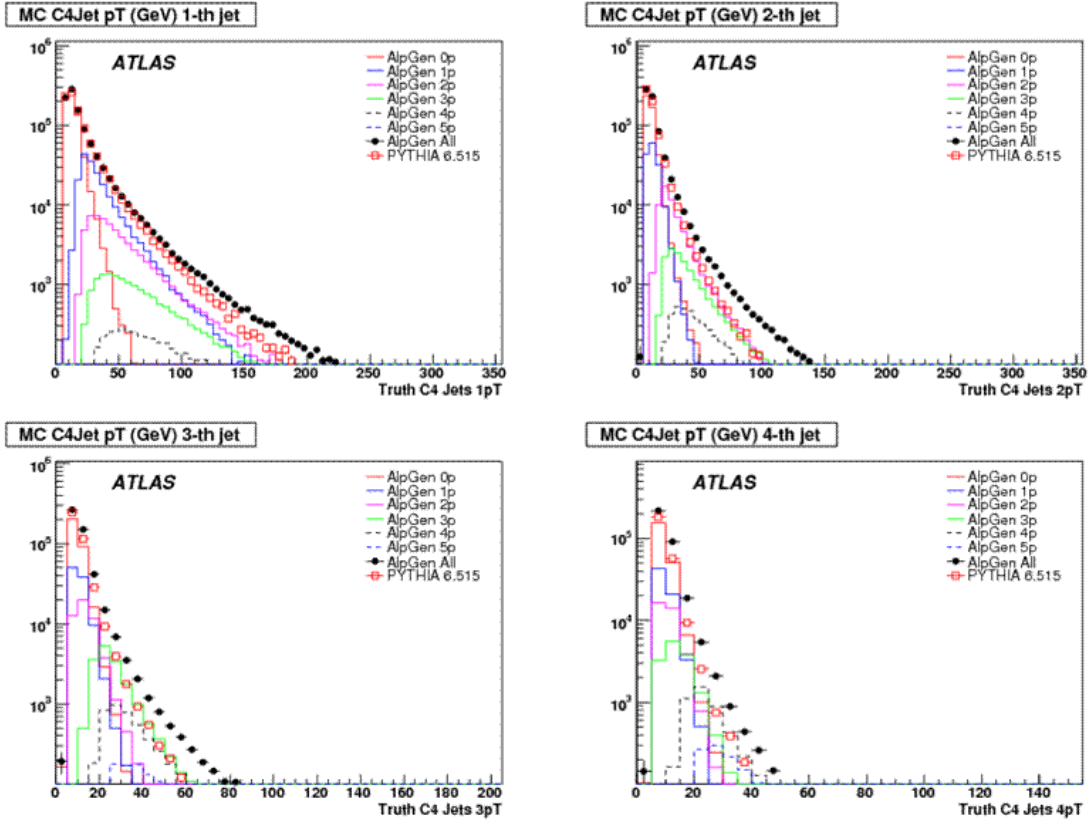 MC C4Jet pT (GeV) 1-th jet
10^6
10^5
10^4
10^3
ATLAS
AlpGen 0p
AlpGen 1p
AlpGen 2p
AlpGen 3p
AlpGen 4p
AlpGen 5p
AlpGen All
PYTHIA 6.515
0 50 100 150 200 250 300 350
Truth C4 Jets 1pT
MC C4Jet pT (GeV) 2-th jet
10^6
10^5
10^4
10^3
ATLAS
AlpGen 0p
AlpGen 1p
AlpGen 2p
AlpGen 3p
AlpGen 4p
AlpGen 5p
AlpGen All
PYTHIA 6.515
0 50 100 150 200 250 300 350
Truth C4 Jets 2pT
MC C4Jet pT (GeV) 3-th jet
10^6
10^5
10^4
10^3
ATLAS
AlpGen 0p
AlpGen 1p
AlpGen 2p
AlpGen 3p
AlpGen 4p
AlpGen 5p
AlpGen All
PYTHIA 6.515
0 20 40 60 80 100 120 140 160 180 200
Truth C4 Jets 3pT
MC C4Jet pT (GeV) 4-th jet
10^5
10^4
10^3
ATLAS
AlpGen 0p
AlpGen 1p
AlpGen 2p
AlpGen 3p
AlpGen 4p
AlpGen 5p
AlpGen All
PYTHIA 6.515
0 20 40 60 80 100 120 140
Truth C4 Jets 4pT